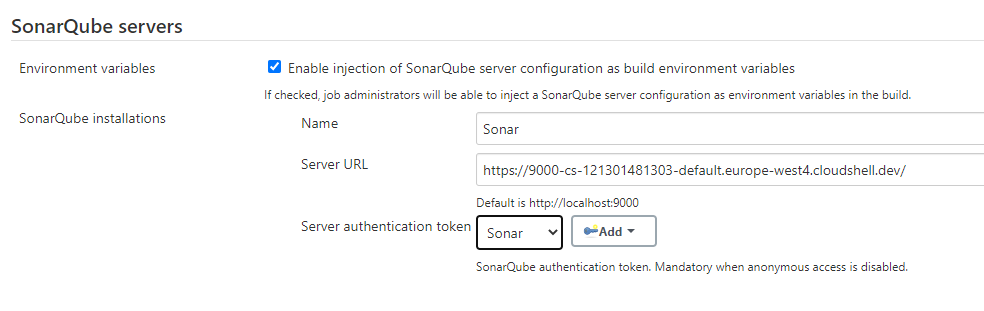 SonarQube servers
Environment variables
Enable injection of SonarQube server configuration as build environment variables
If checked, job administrators will be able to inject a SonarQube server configuration as environment variables in the build.
SonarQube installations
Name
Sonar
Server URL
https://9000-cs-121301481303-default.europe-west4.cloudshell.dev/
Default is http://localhost:9000
Server authentication token
Sonar
Add
SonarQube authentication token. Mandatory when anonymous access is disabled.